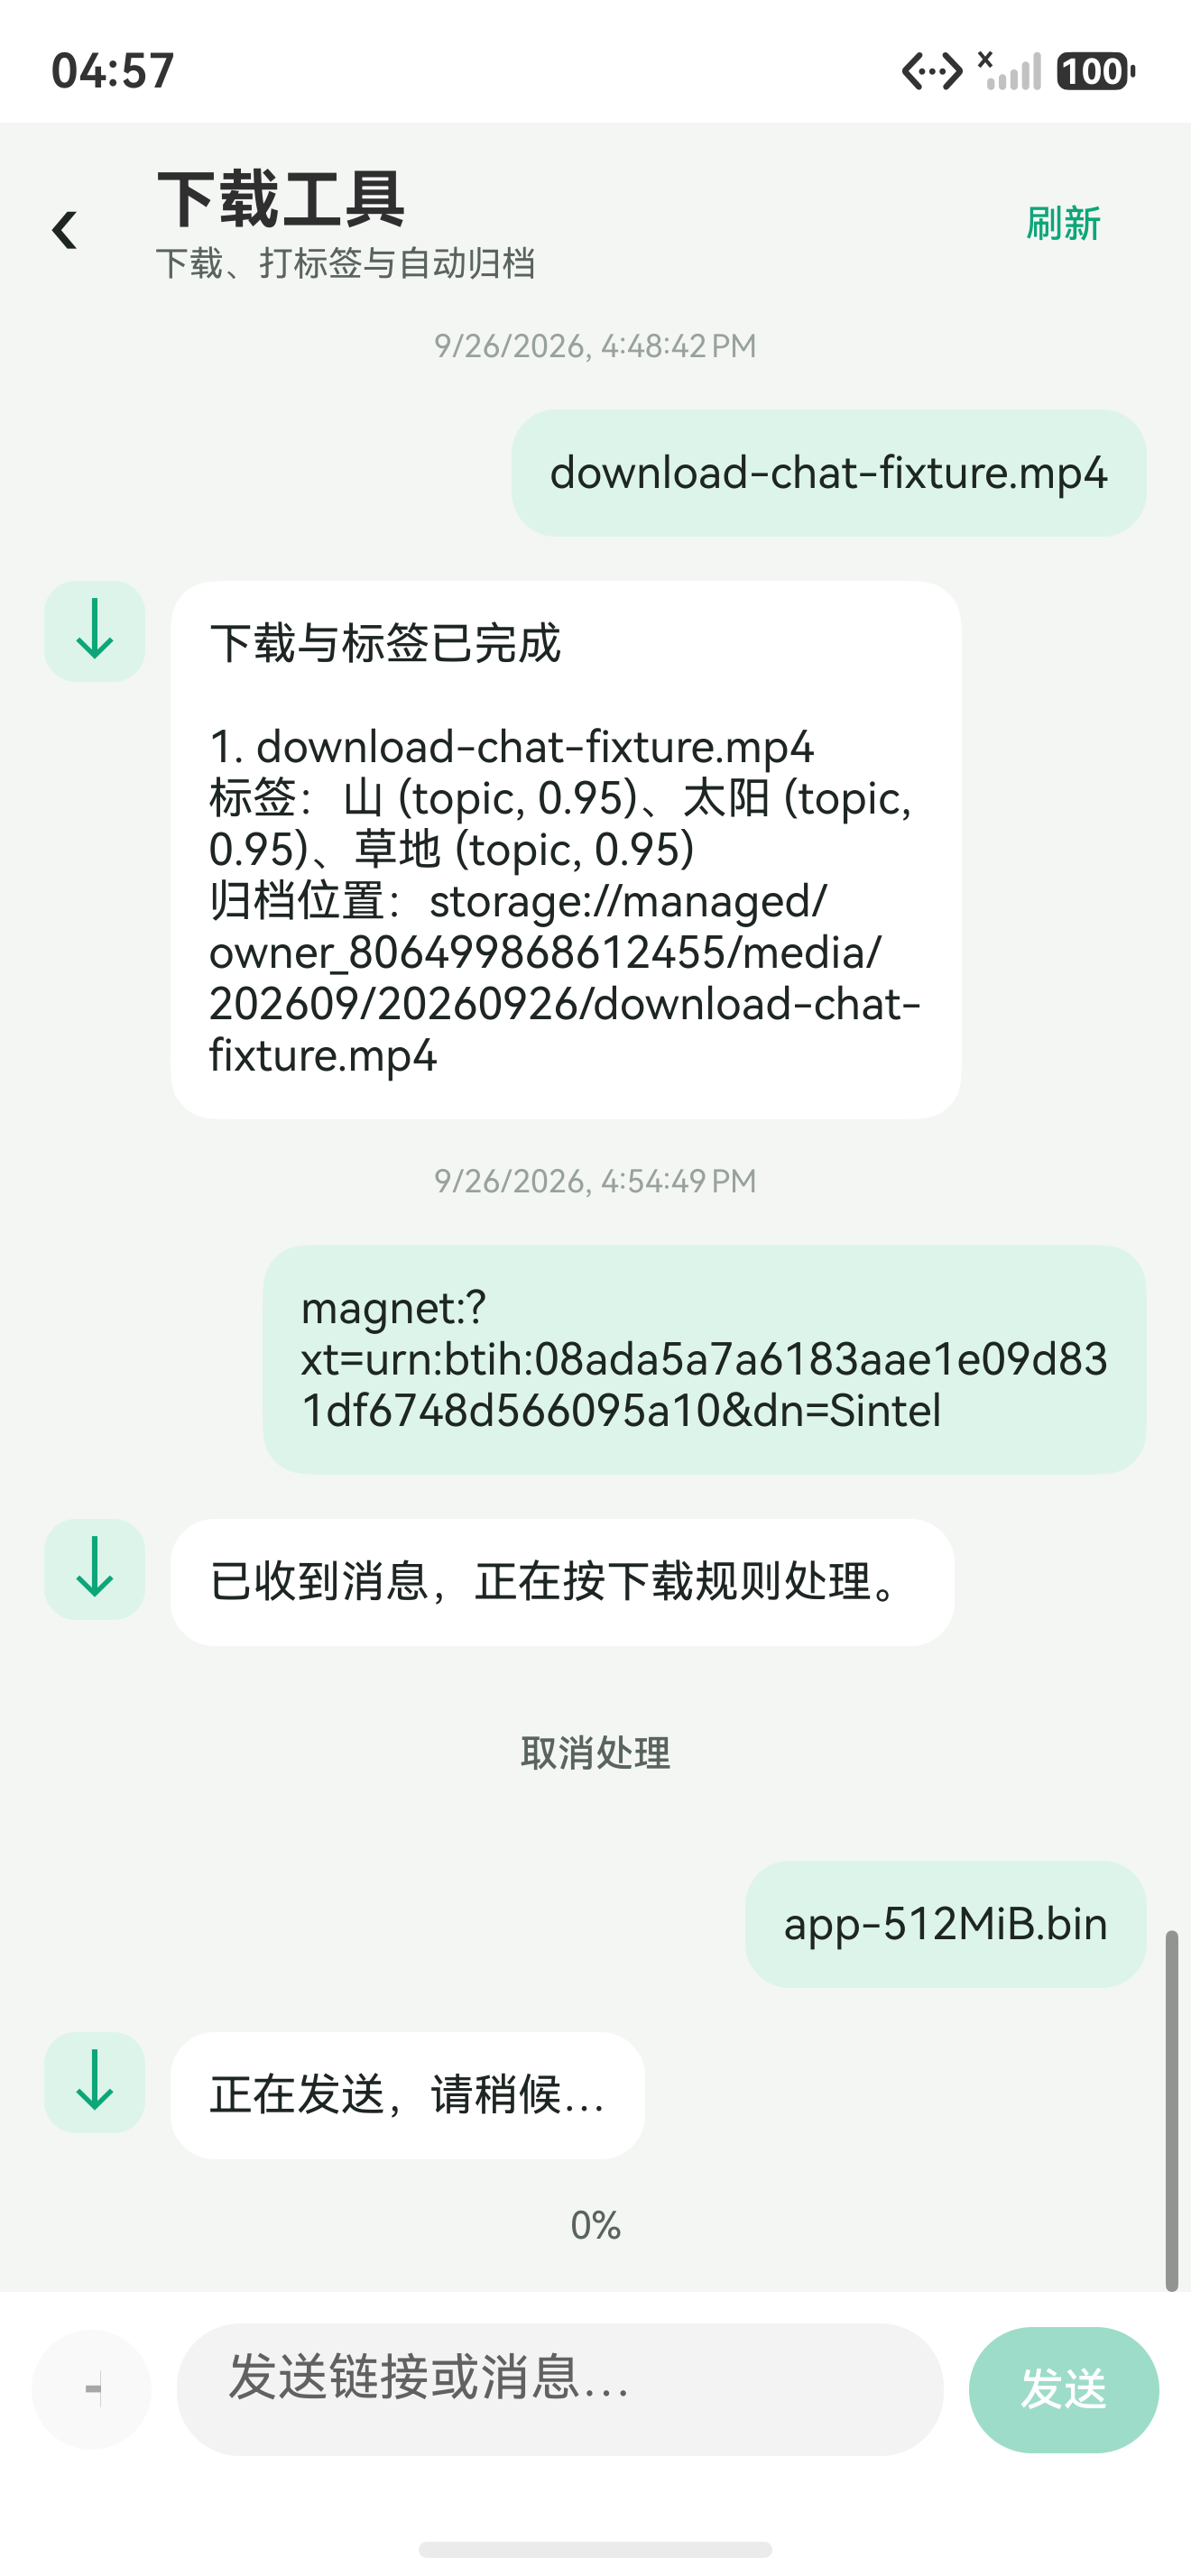 04:57
100
下载工具
刷新
下载、打标签与自动归档
9/26/2026, 4:48:42 PM
download-chat-fixture.mp4
下载与标签已完成
1. download-chat-fixture.mp4
标签：山 (topic, 0.95)、太阳 (topic,
0.95)、草地 (topic, 0.95)
归档位置：storage://managed/
owner_806499868612455/media/
202609/20260926/download-chat-
fixture.mp4
9/26/2026, 4:54:49 PM
magnet:?
xt=urn:btih:08ada5a7a6183aae1e09d83
1df6748d566095a10&dn=Sintel
已收到消息，正在按下载规则处理。
取消处理
app-512MiB.bin
正在发送，请稍候...
0%
发送链接或消息...
发送